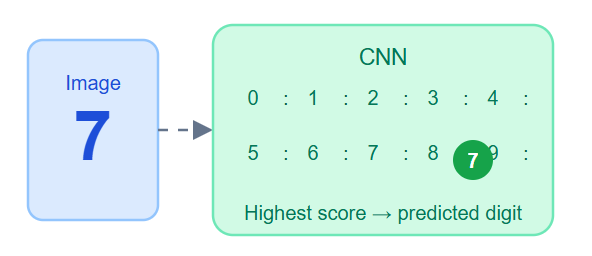 Image
7
CNN
0 : 1 : 2 : 3 : 4 :
5 : 6 : 7 : 8 7 9 :
Highest score → predicted digit